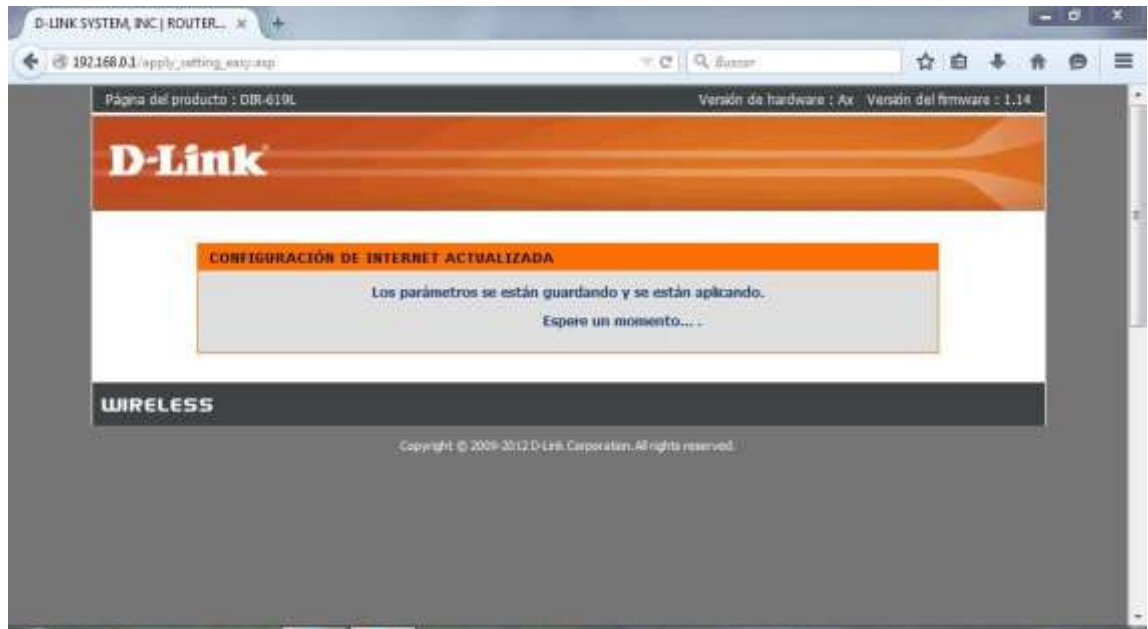 D-LINK SYSTEM, INC | ROUTER...
192.168.0.1/apply_setting_easy.asp
Buscar
Página del producto : DIR-619L
Versión de hardware : Ax Versión del firmware : 1.14
D-Link
CONFIGURACIÓN DE INTERNET ACTUALIZADA
Los parámetros se están guardando y se están aplicando.
Espere un momento... .
WIRELESS
Copyright © 2009-2012 D-Link Corporation. All rights reserved.